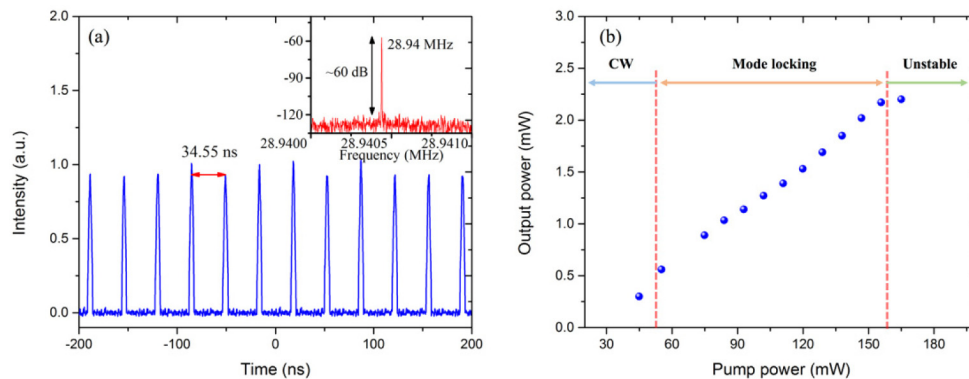 (a)
28.94 MHz
~60 dB
-60
-90
-120
28.9400
28.9405
28.9410
Frequency (MHz)
34.55 ns
Intensity (a.u.)
2.0
1.5
1.0
0.5
0.0
-200
-100
0
100
200
Time (ns)
(b)
CW
Mode locking
Unstable
Output power (mW)
3.0
2.5
2.0
1.5
1.0
0.5
0.0
30
60
90
120
150
180
Pump power (mW)